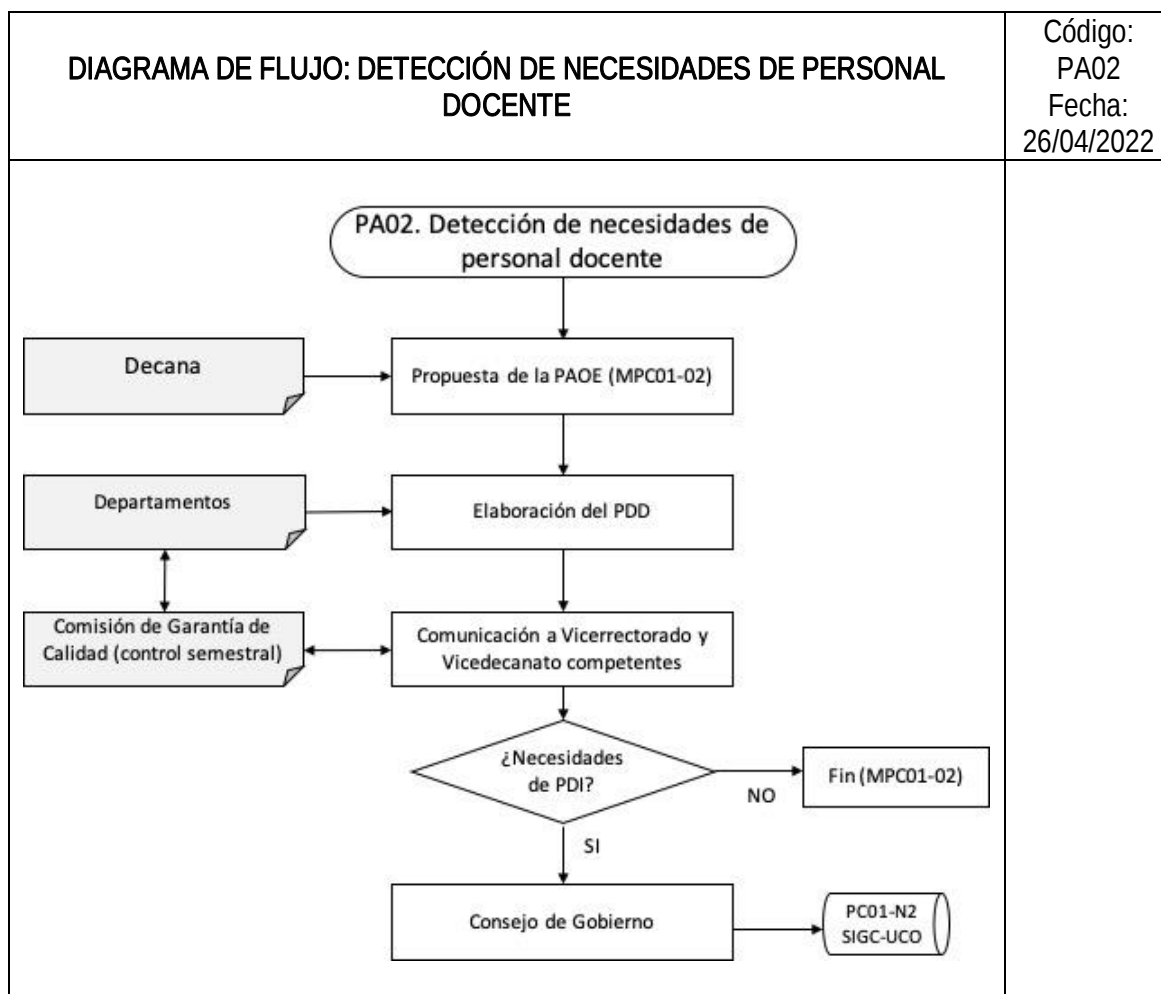 DIAGRAMA DE FLUJO: DETECCIÓN DE NECESIDADES DE PERSONAL
DOCENTE
Código:
PA02
Fecha:
26/04/2022
PA02. Detección de necesidades de
personal docente
Decana
Propuesta de la PAOE (MPC01-02)
Departamentos
Elaboración del PDD
Comisión de Garantía de
Calidad (control semestral)
Comunicación a Vicerrectorado y
Vicedecanato competentes
¿Necesidades
de PDI?
NO
Fin (MPC01-02)
SI
Consejo de Gobierno
PC01-N2
SIGC-UCO